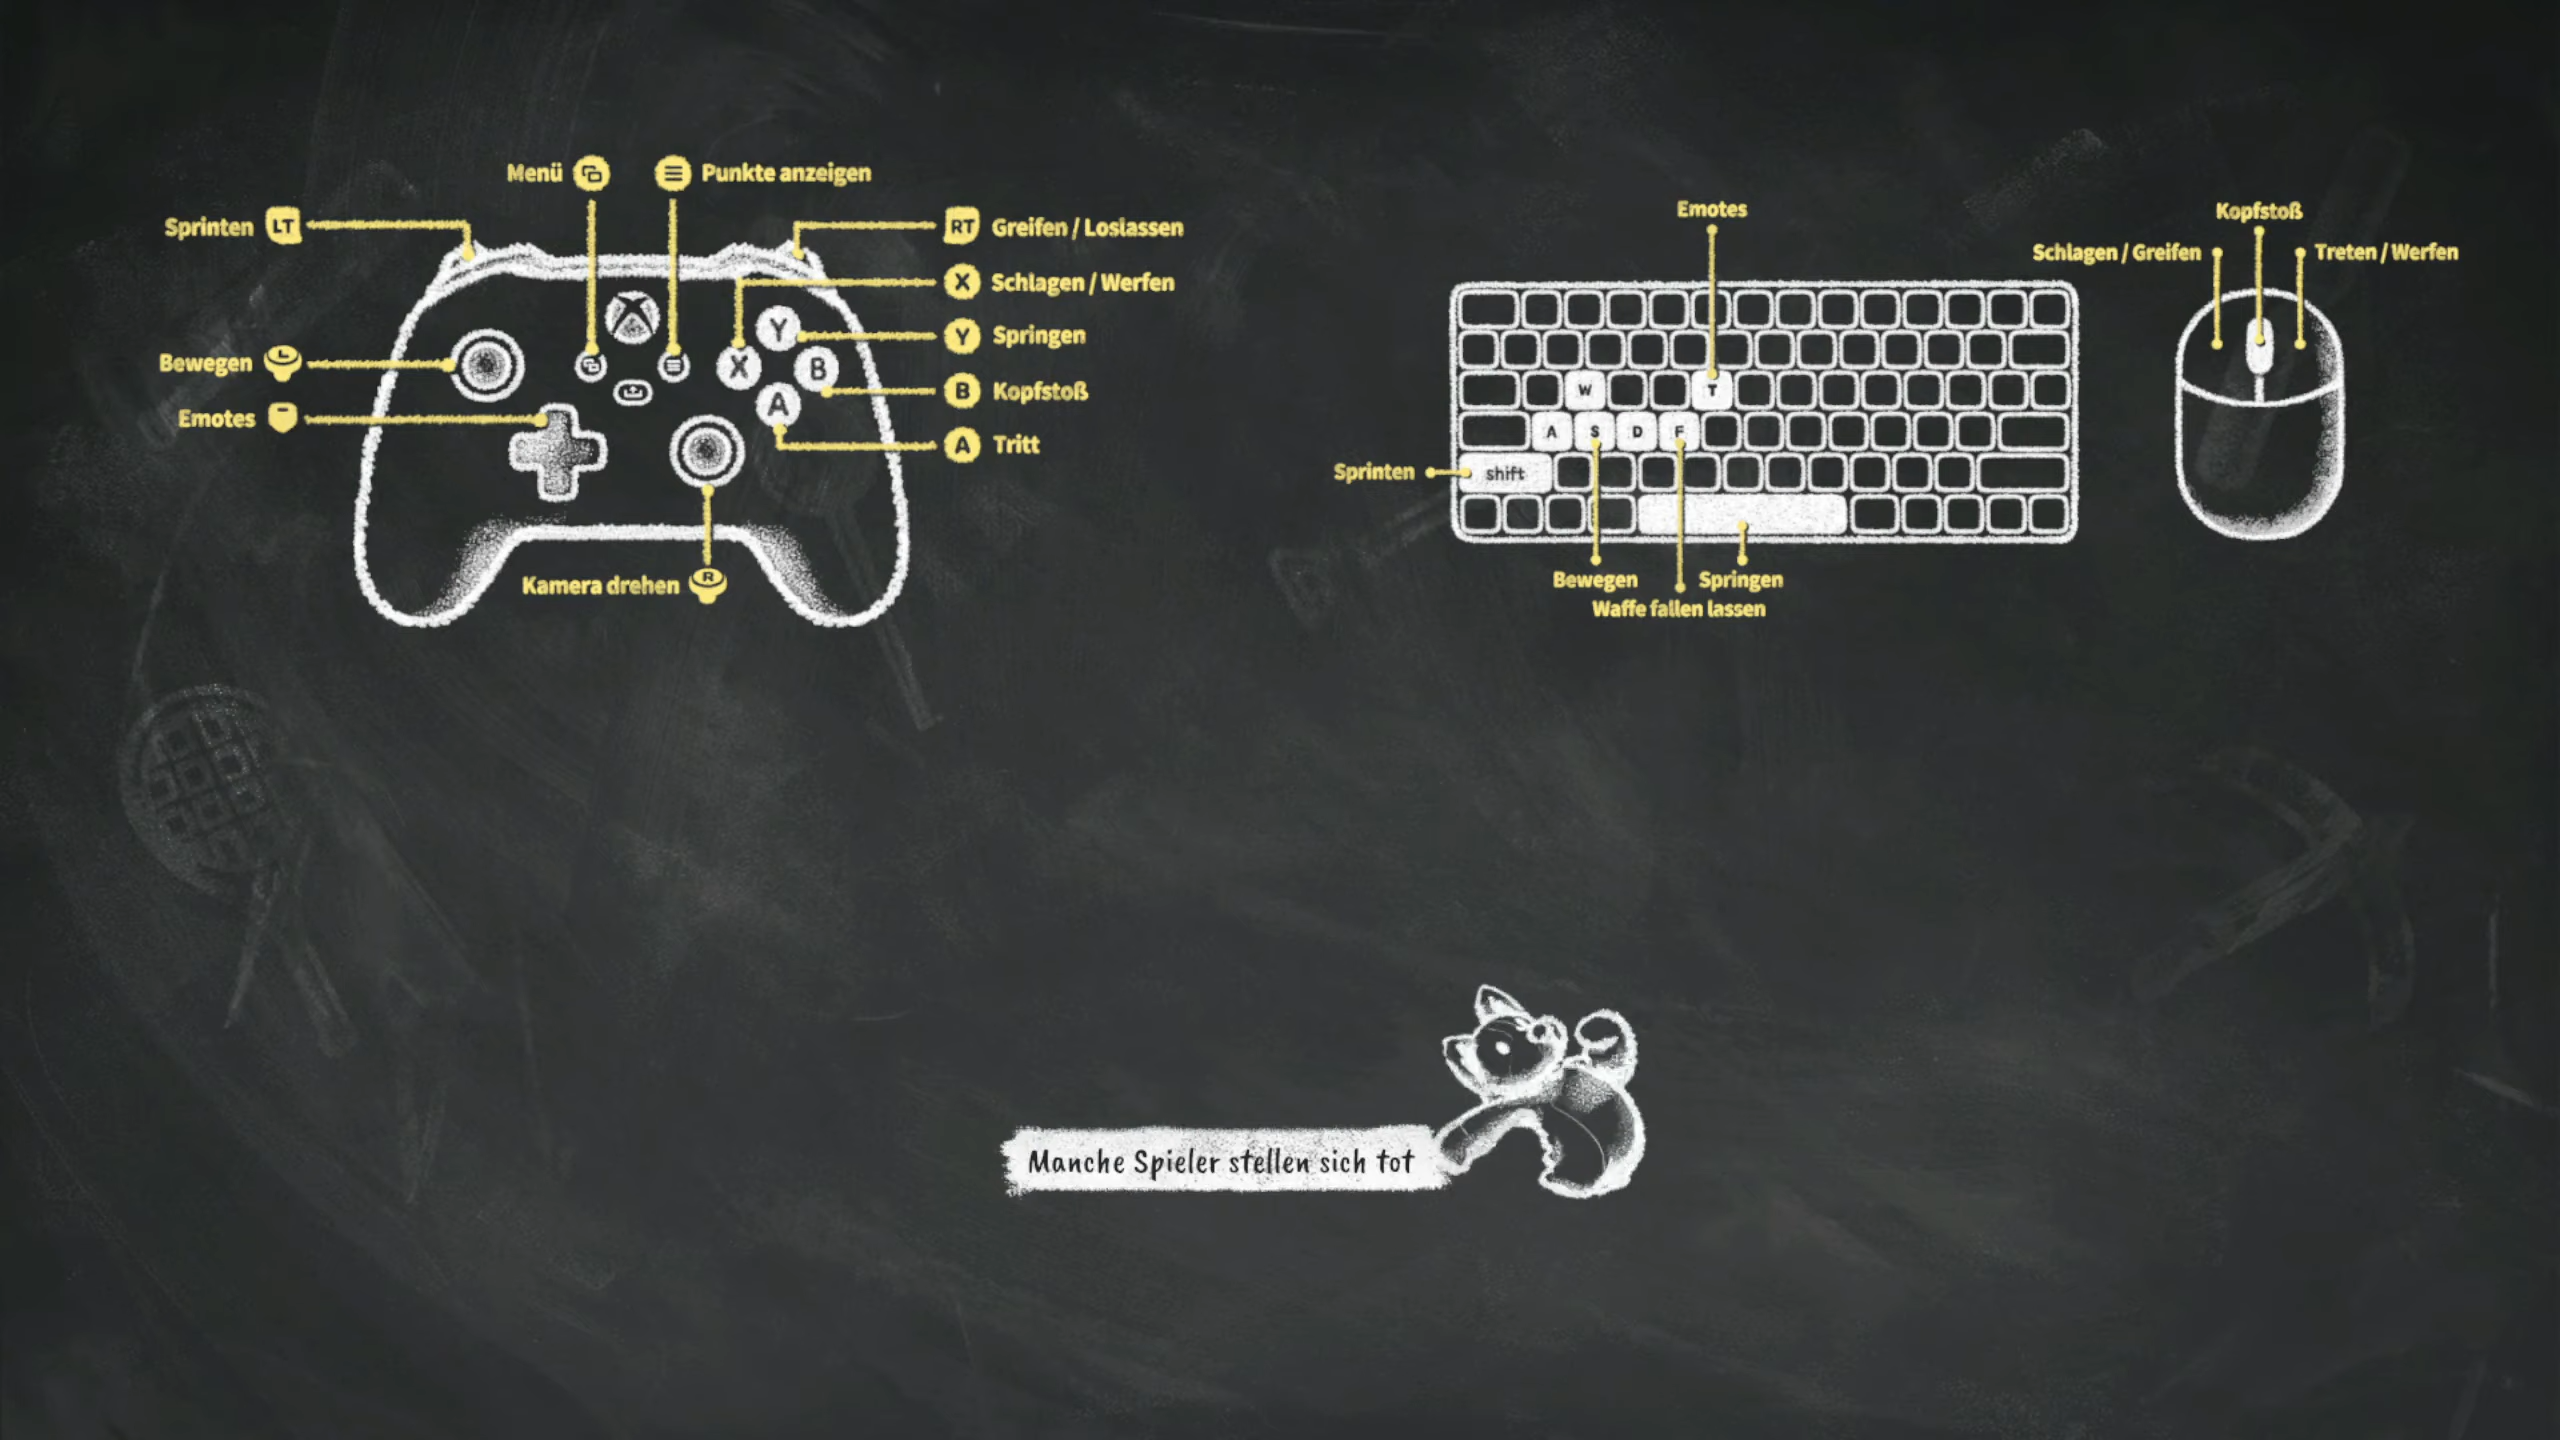 Menü
Punkte anzeigen
Sprinten LT
RT Greifen / Loslassen
X Schlagen / Werfen
Y Springen
Bewegen L
B Kopfstoß
Emotes
A Tritt
Y
X
B
A
Kamera drehen R
Emotes
W
T
A
S
D
F
Sprinten
shift
Bewegen
Springen
Waffe fallen lassen
Kopfstoß
Schlagen / Greifen
Treten / Werfen
Manche Spieler stellen sich tot